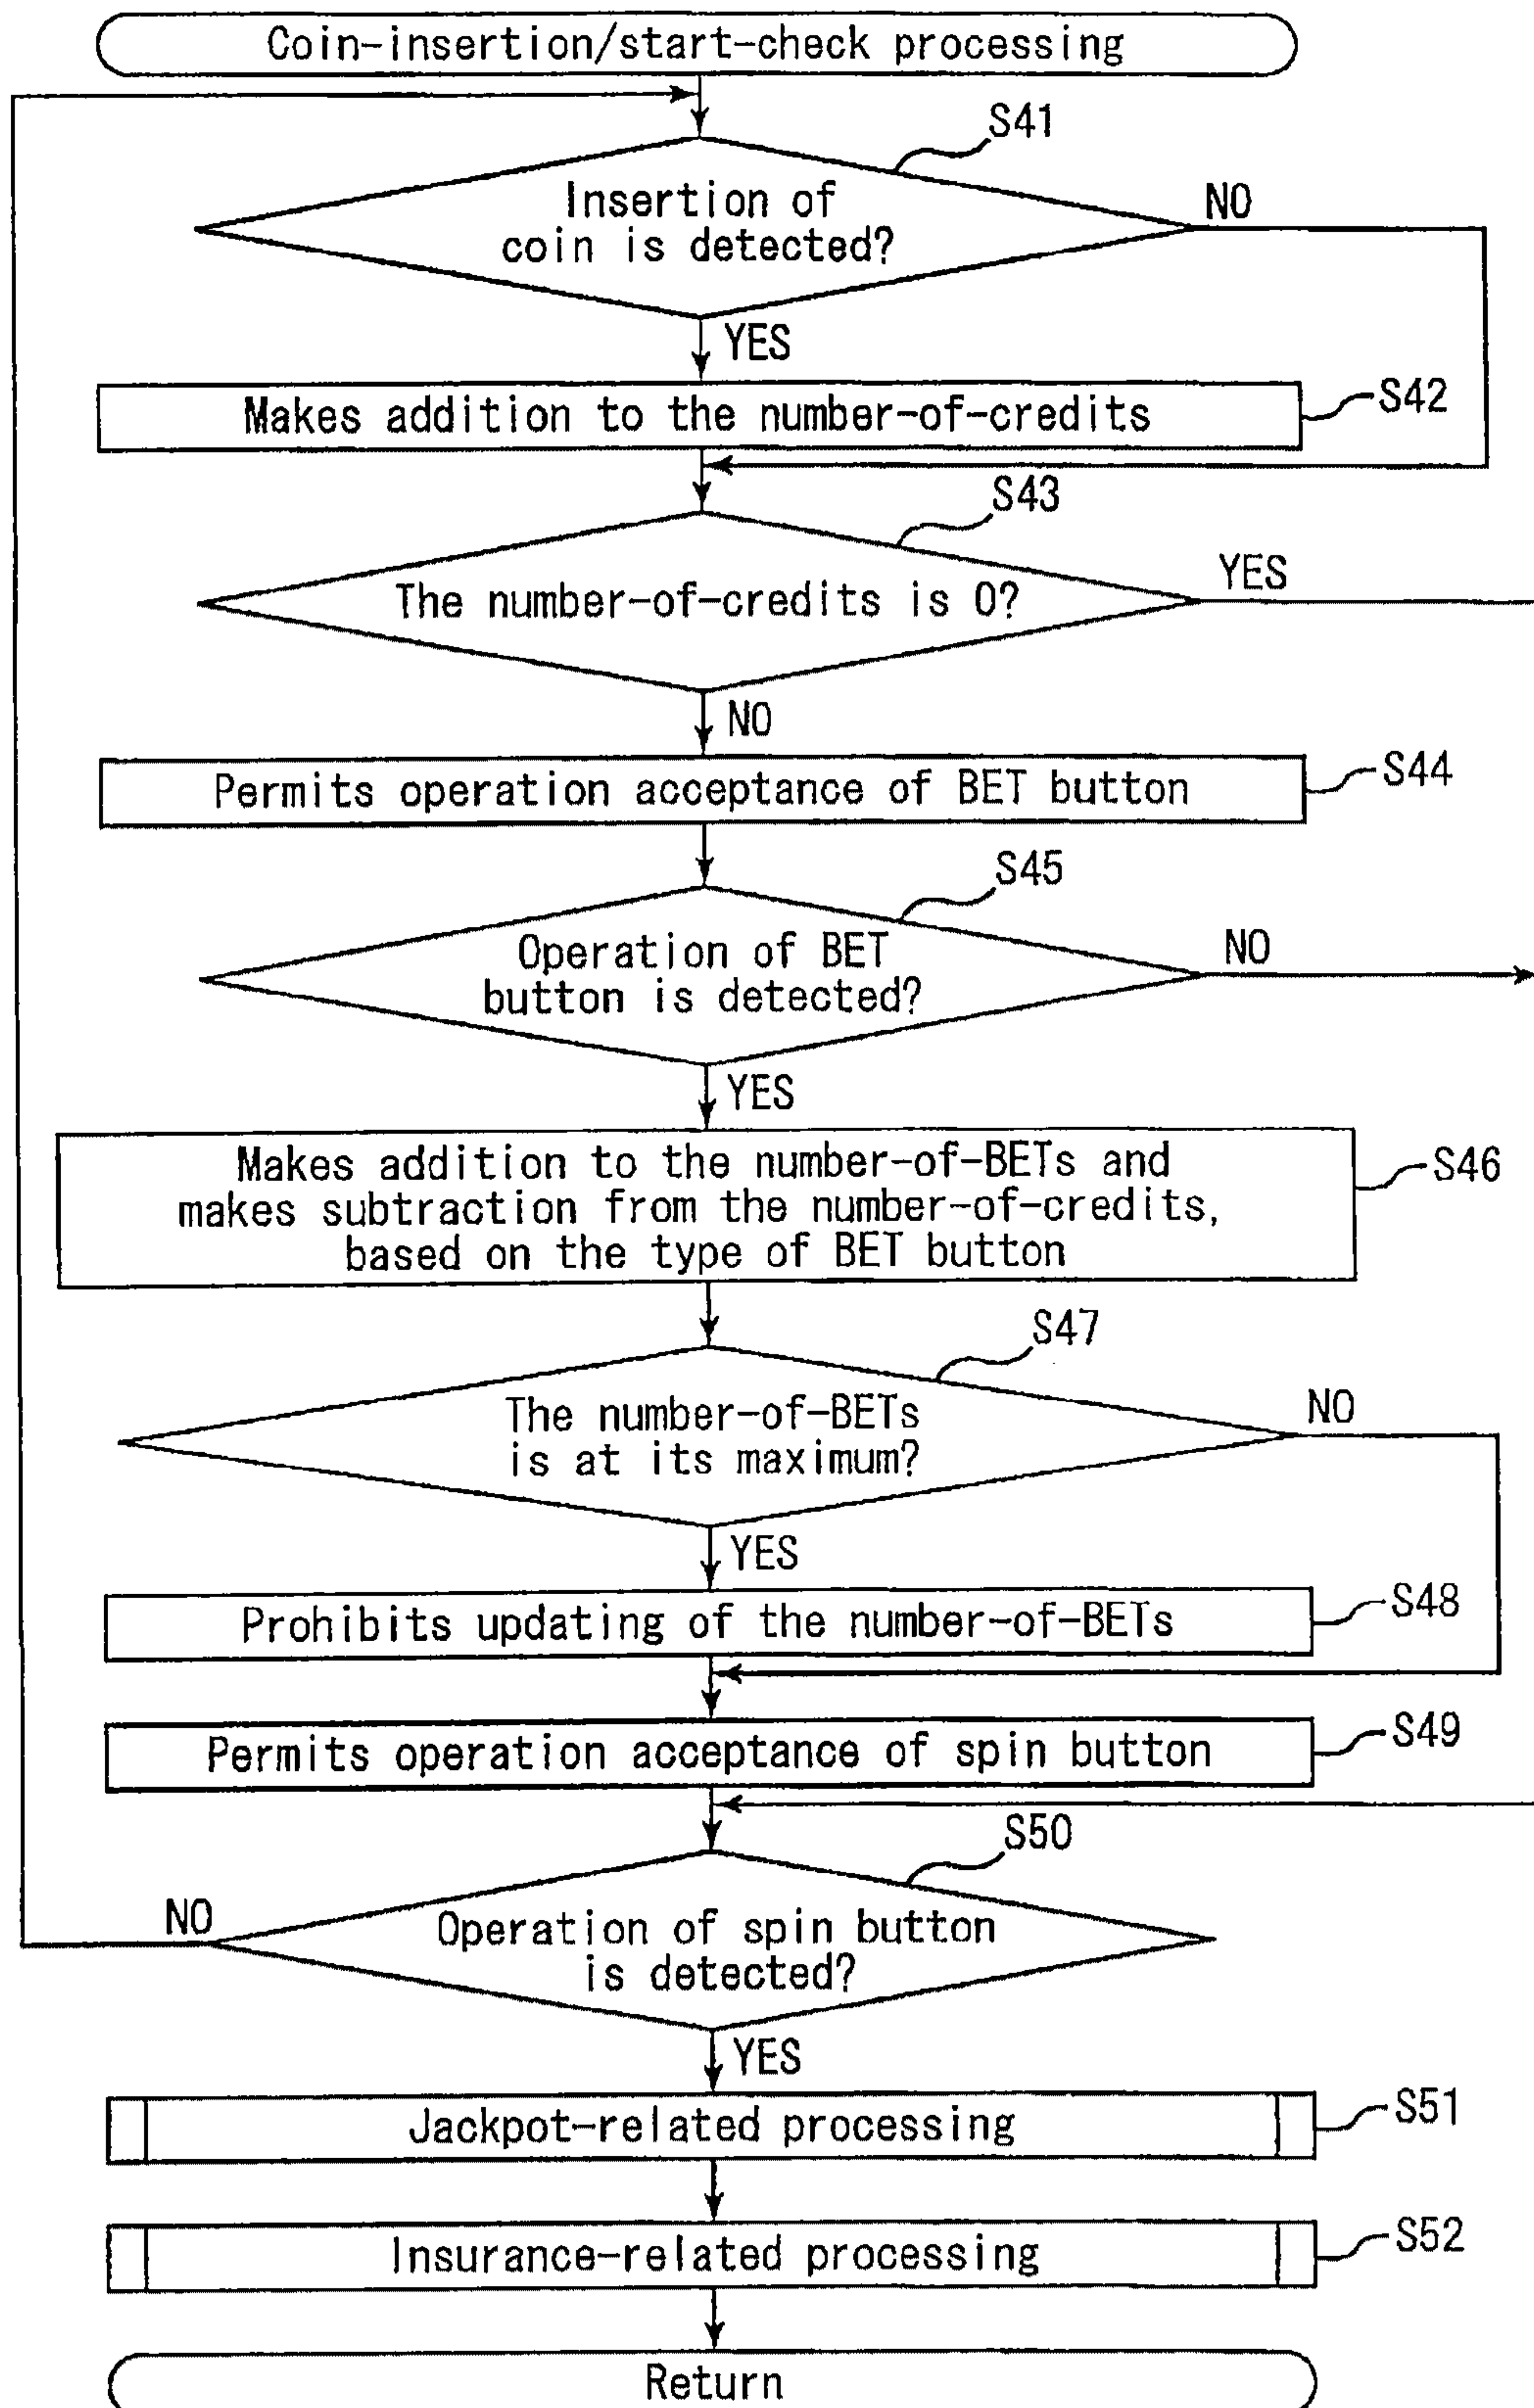 Coin-insertion/start-check processing
S41
Insertion of
coin is detected?
NO
YES
Makes addition to the number-of-credits
S42
S43
The number-of-credits is 0?
YES
NO
Permits operation acceptance of BET button
S44
S45
Operation of BET
button is detected?
NO
YES
Makes addition to the number-of-BETs and
makes subtraction from the number-of-credits,
based on the type of BET button
S46
S47
The number-of-BETs
is at its maximum?
NO
YES
Prohibits updating of the number-of-BETs
S48
Permits operation acceptance of spin button
S49
S50
NO
Operation of spin button
is detected?
YES
Jackpot-related processing
S51
Insurance-related processing
S52
Return